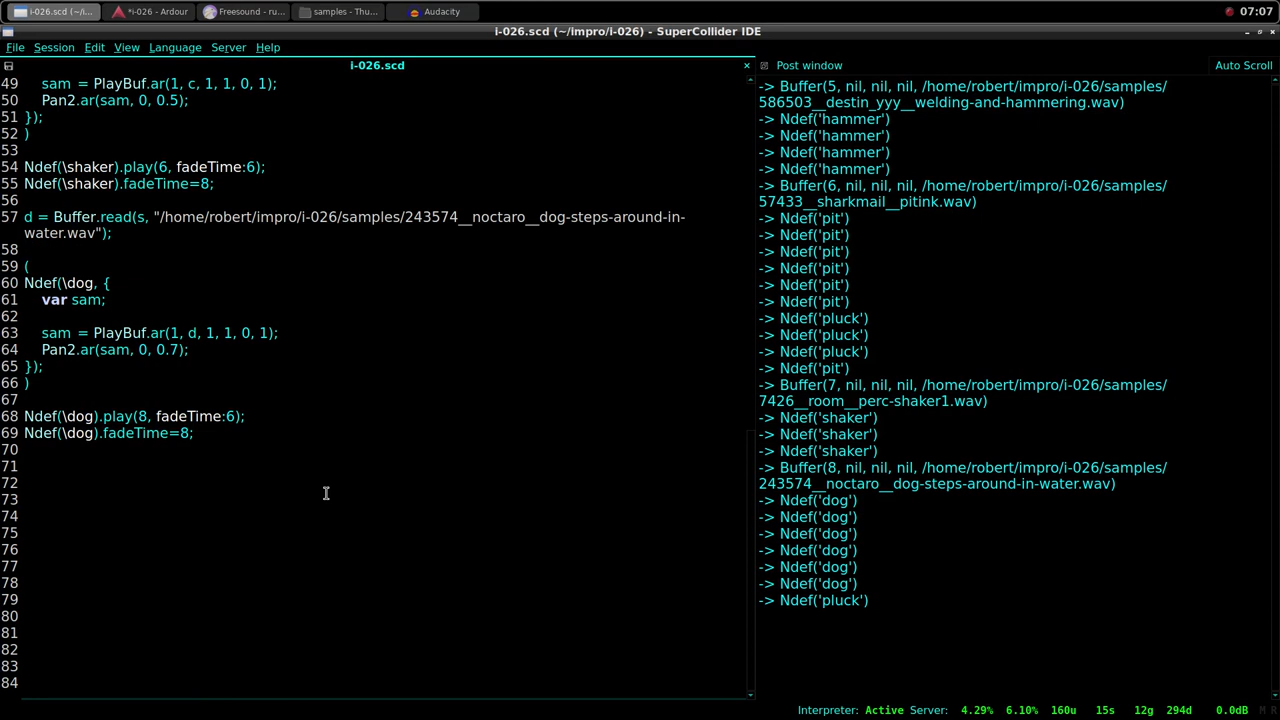 i-026.scd (~/i...
*i-026 - Ardour
Freesound - ru...
samples - Thu...
Audacity
07:07
i-026.scd (~/impro/i-026) - SuperCollider IDE
File Session Edit View Language Server Help
i-026.scd
49 sam = PlayBuf.ar(1, c, 1, 1, 0, 1);
50 Pan2.ar(sam, 0, 0.5);
51 });
52 )
53
54 Ndef(\shaker).play(6, fadeTime:6);
55 Ndef(\shaker).fadeTime=8;
56
57 d = Buffer.read(s, "/home/robert/impro/i-026/samples/243574__noctaro__dog-steps-around-in-
water.wav");
58
59 (
60 Ndef(\dog, {
61 var sam;
62
63 sam = PlayBuf.ar(1, d, 1, 1, 0, 1);
64 Pan2.ar(sam, 0, 0.7);
65 });
66 )
67
68 Ndef(\dog).play(8, fadeTime:6);
69 Ndef(\dog).fadeTime=8;
70
71
72
73
74
75
76
77
78
79
80
81
82
83
84
Post window
Auto Scroll
-> Buffer(5, nil, nil, nil, /home/robert/impro/i-026/samples/
586503__destin_yyy__welding-and-hammering.wav)
-> Ndef('hammer')
-> Ndef('hammer')
-> Ndef('hammer')
-> Ndef('hammer')
-> Buffer(6, nil, nil, nil, /home/robert/impro/i-026/samples/
57433__sharkmail__pitink.wav)
-> Ndef('pit')
-> Ndef('pit')
-> Ndef('pit')
-> Ndef('pit')
-> Ndef('pit')
-> Ndef('pit')
-> Ndef('pluck')
-> Ndef('pluck')
-> Ndef('pluck')
-> Ndef('pit')
-> Buffer(7, nil, nil, nil, /home/robert/impro/i-026/samples/
7426__room__perc-shaker1.wav)
-> Ndef('shaker')
-> Ndef('shaker')
-> Ndef('shaker')
-> Buffer(8, nil, nil, nil, /home/robert/impro/i-026/samples/
243574__noctaro__dog-steps-around-in-water.wav)
-> Ndef('dog')
-> Ndef('dog')
-> Ndef('dog')
-> Ndef('dog')
-> Ndef('dog')
-> Ndef('dog')
-> Ndef('pluck')
Interpreter: Active Server: 4.29% 6.10% 160u 15s 12g 294d 0.0dB M R